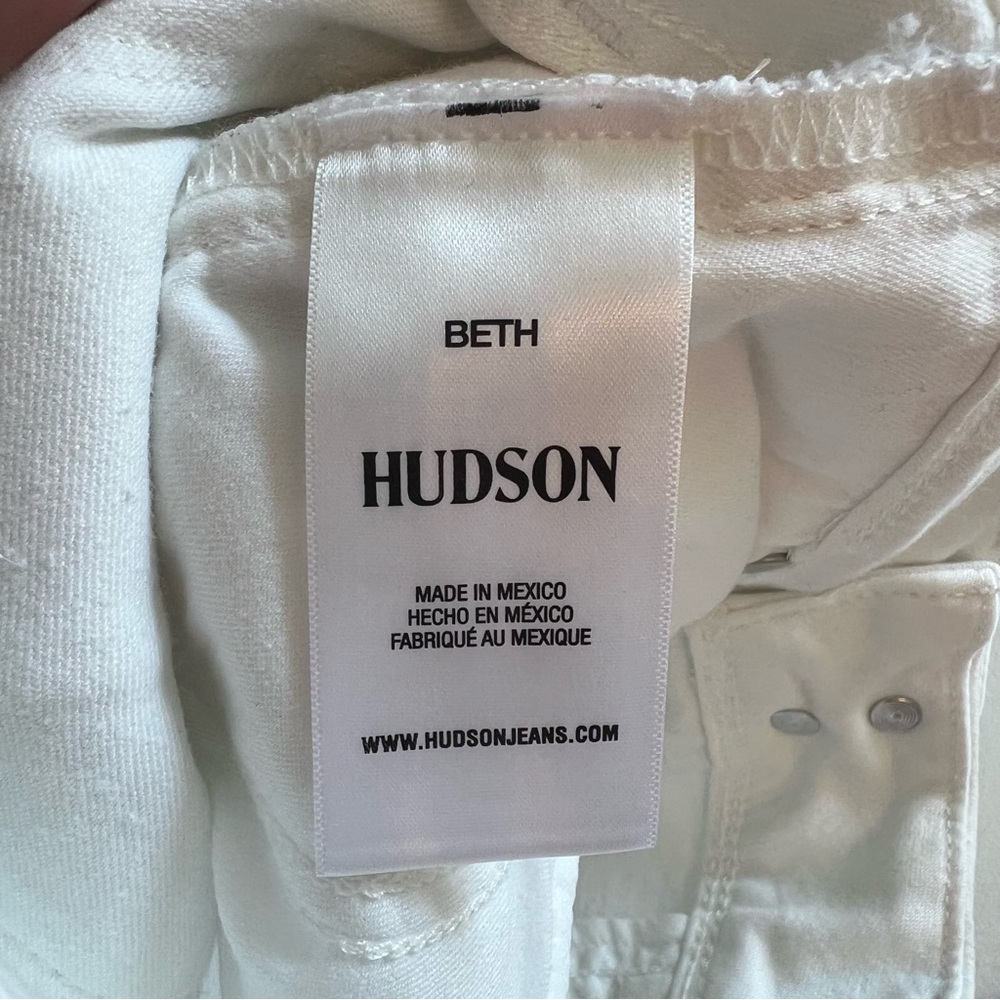 BETH
HUDSON
MADE IN MEXICO
HECHO EN MÉXICO
FABRIQUÉ AU MEXIQUE
WWW.HUDSONJEANS.COM